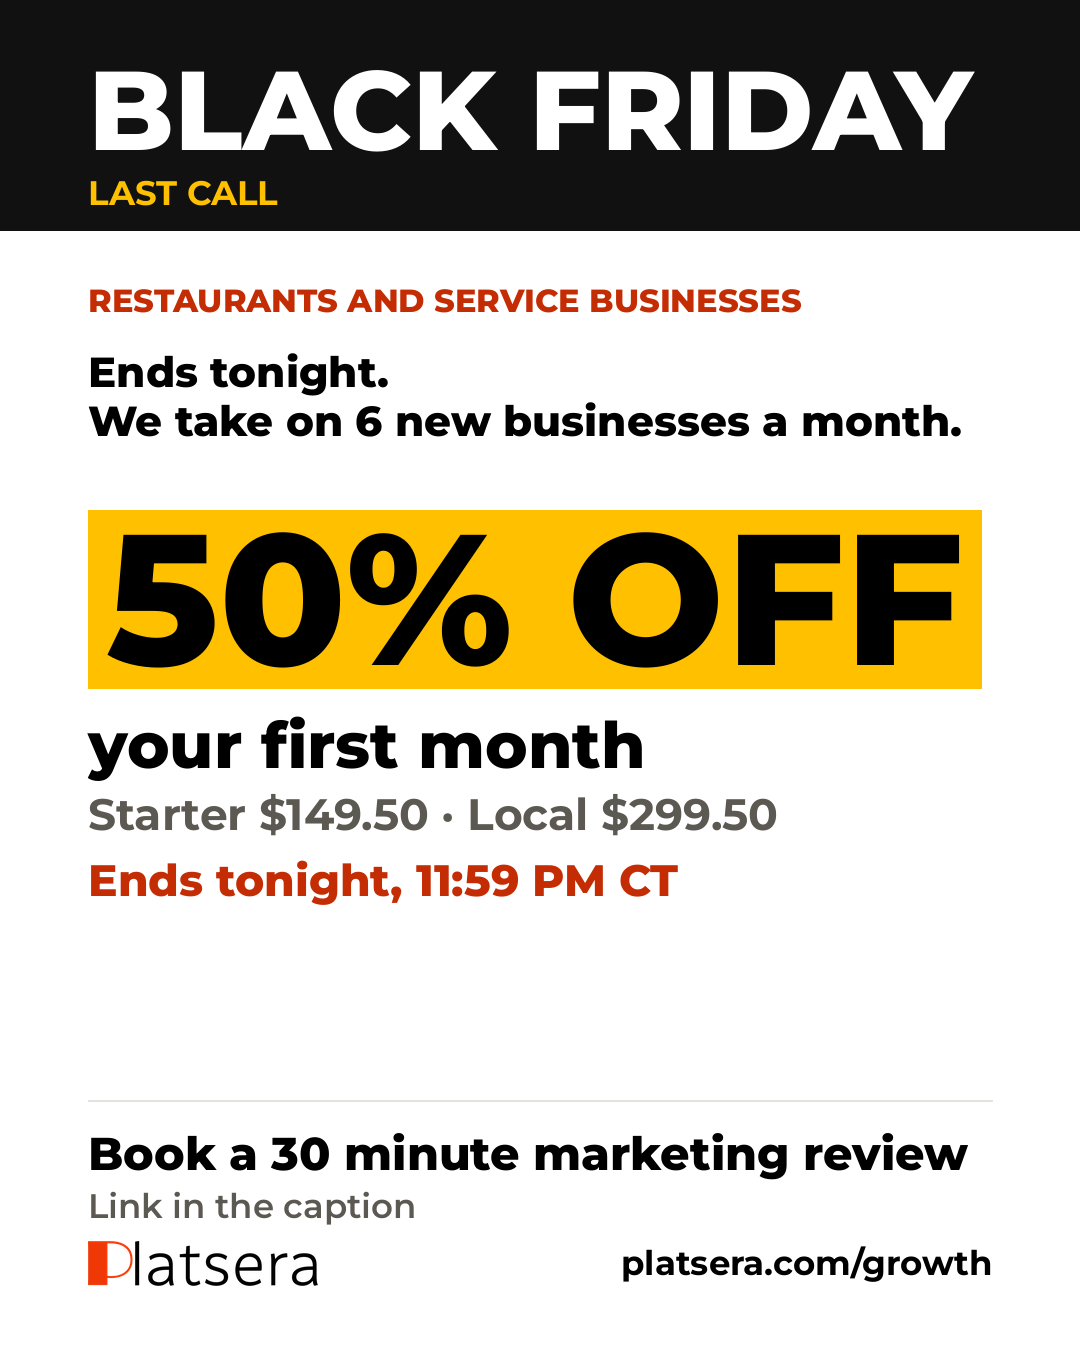 BLACK FRIDAY
LAST CALL
RESTAURANTS AND SERVICE BUSINESSES
Ends tonight.
We take on 6 new businesses a month.
50% OFF
your first month
Starter $149.50 · Local $299.50
Ends tonight, 11:59 PM CT
Book a 30 minute marketing review
Link in the caption
Platsera
platsera.com/growth